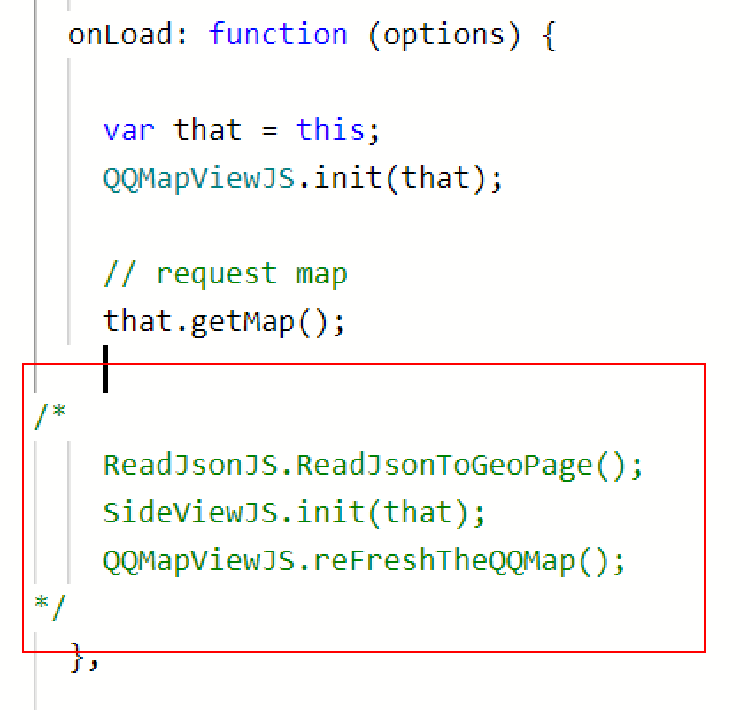 onLoad: function (options) {
var that = this;
QQMapViewJS.init(that);
// request map
that.getMap();
/*
ReadJsonJS.ReadJsonToGeoPage();
SideViewJS.init(that);
QQMapViewJS.reFreshTheQQMap();
*/
},